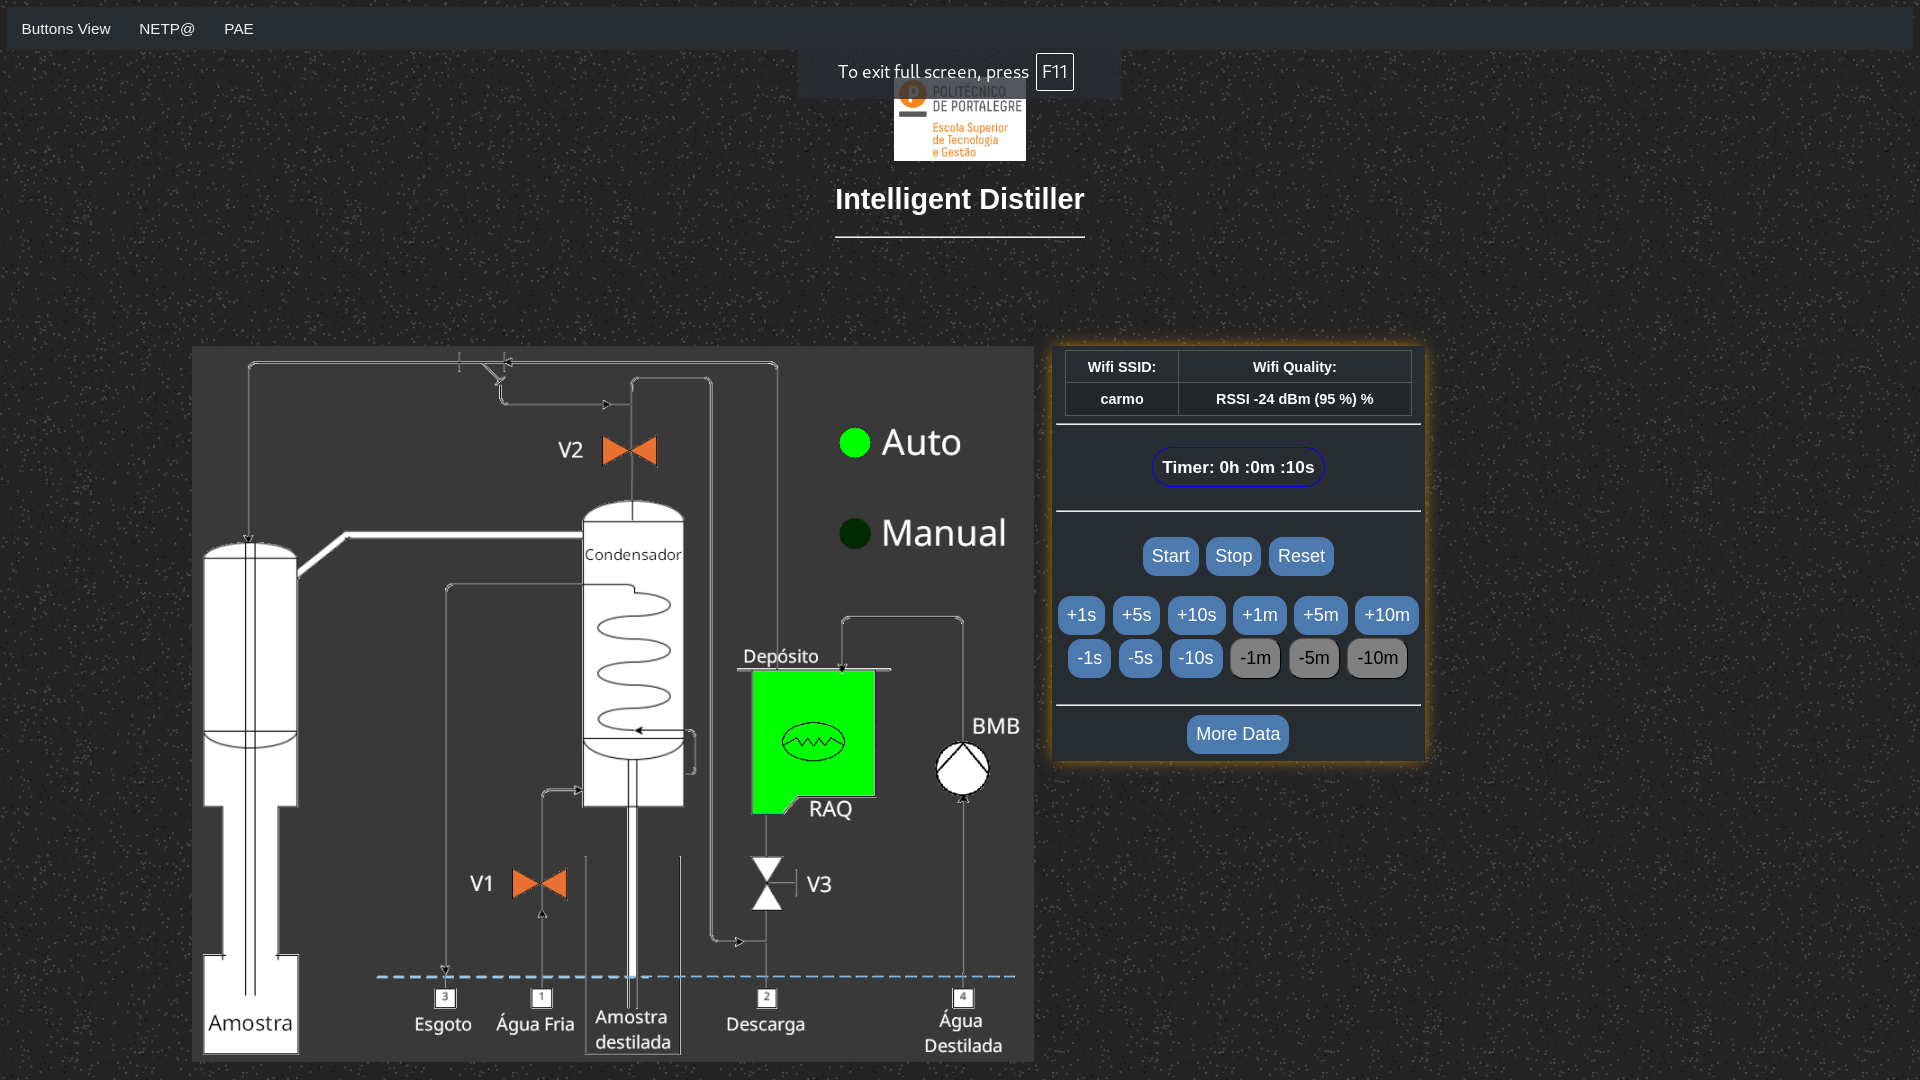 Buttons View NETP@ PAE
To exit full screen, press F11
P POLITÉCNICO
DE PORTALEGRE
Escola Superior
de Tecnologia
e Gestão
Intelligent Distiller
V2
Auto
Manual
Condensador
Depósito
BMB
RAQ
V1
V3
3
1
2
4
Amostra
Esgoto
Água Fria
Amostra
destilada
Descarga
Água
Destilada
Wifi SSID: Wifi Quality:
carmo RSSI -24 dBm (95 %) %
Timer: 0h :0m :10s
Start Stop Reset
+1s +5s +10s +1m +5m +10m
-1s -5s -10s -1m -5m -10m
More Data